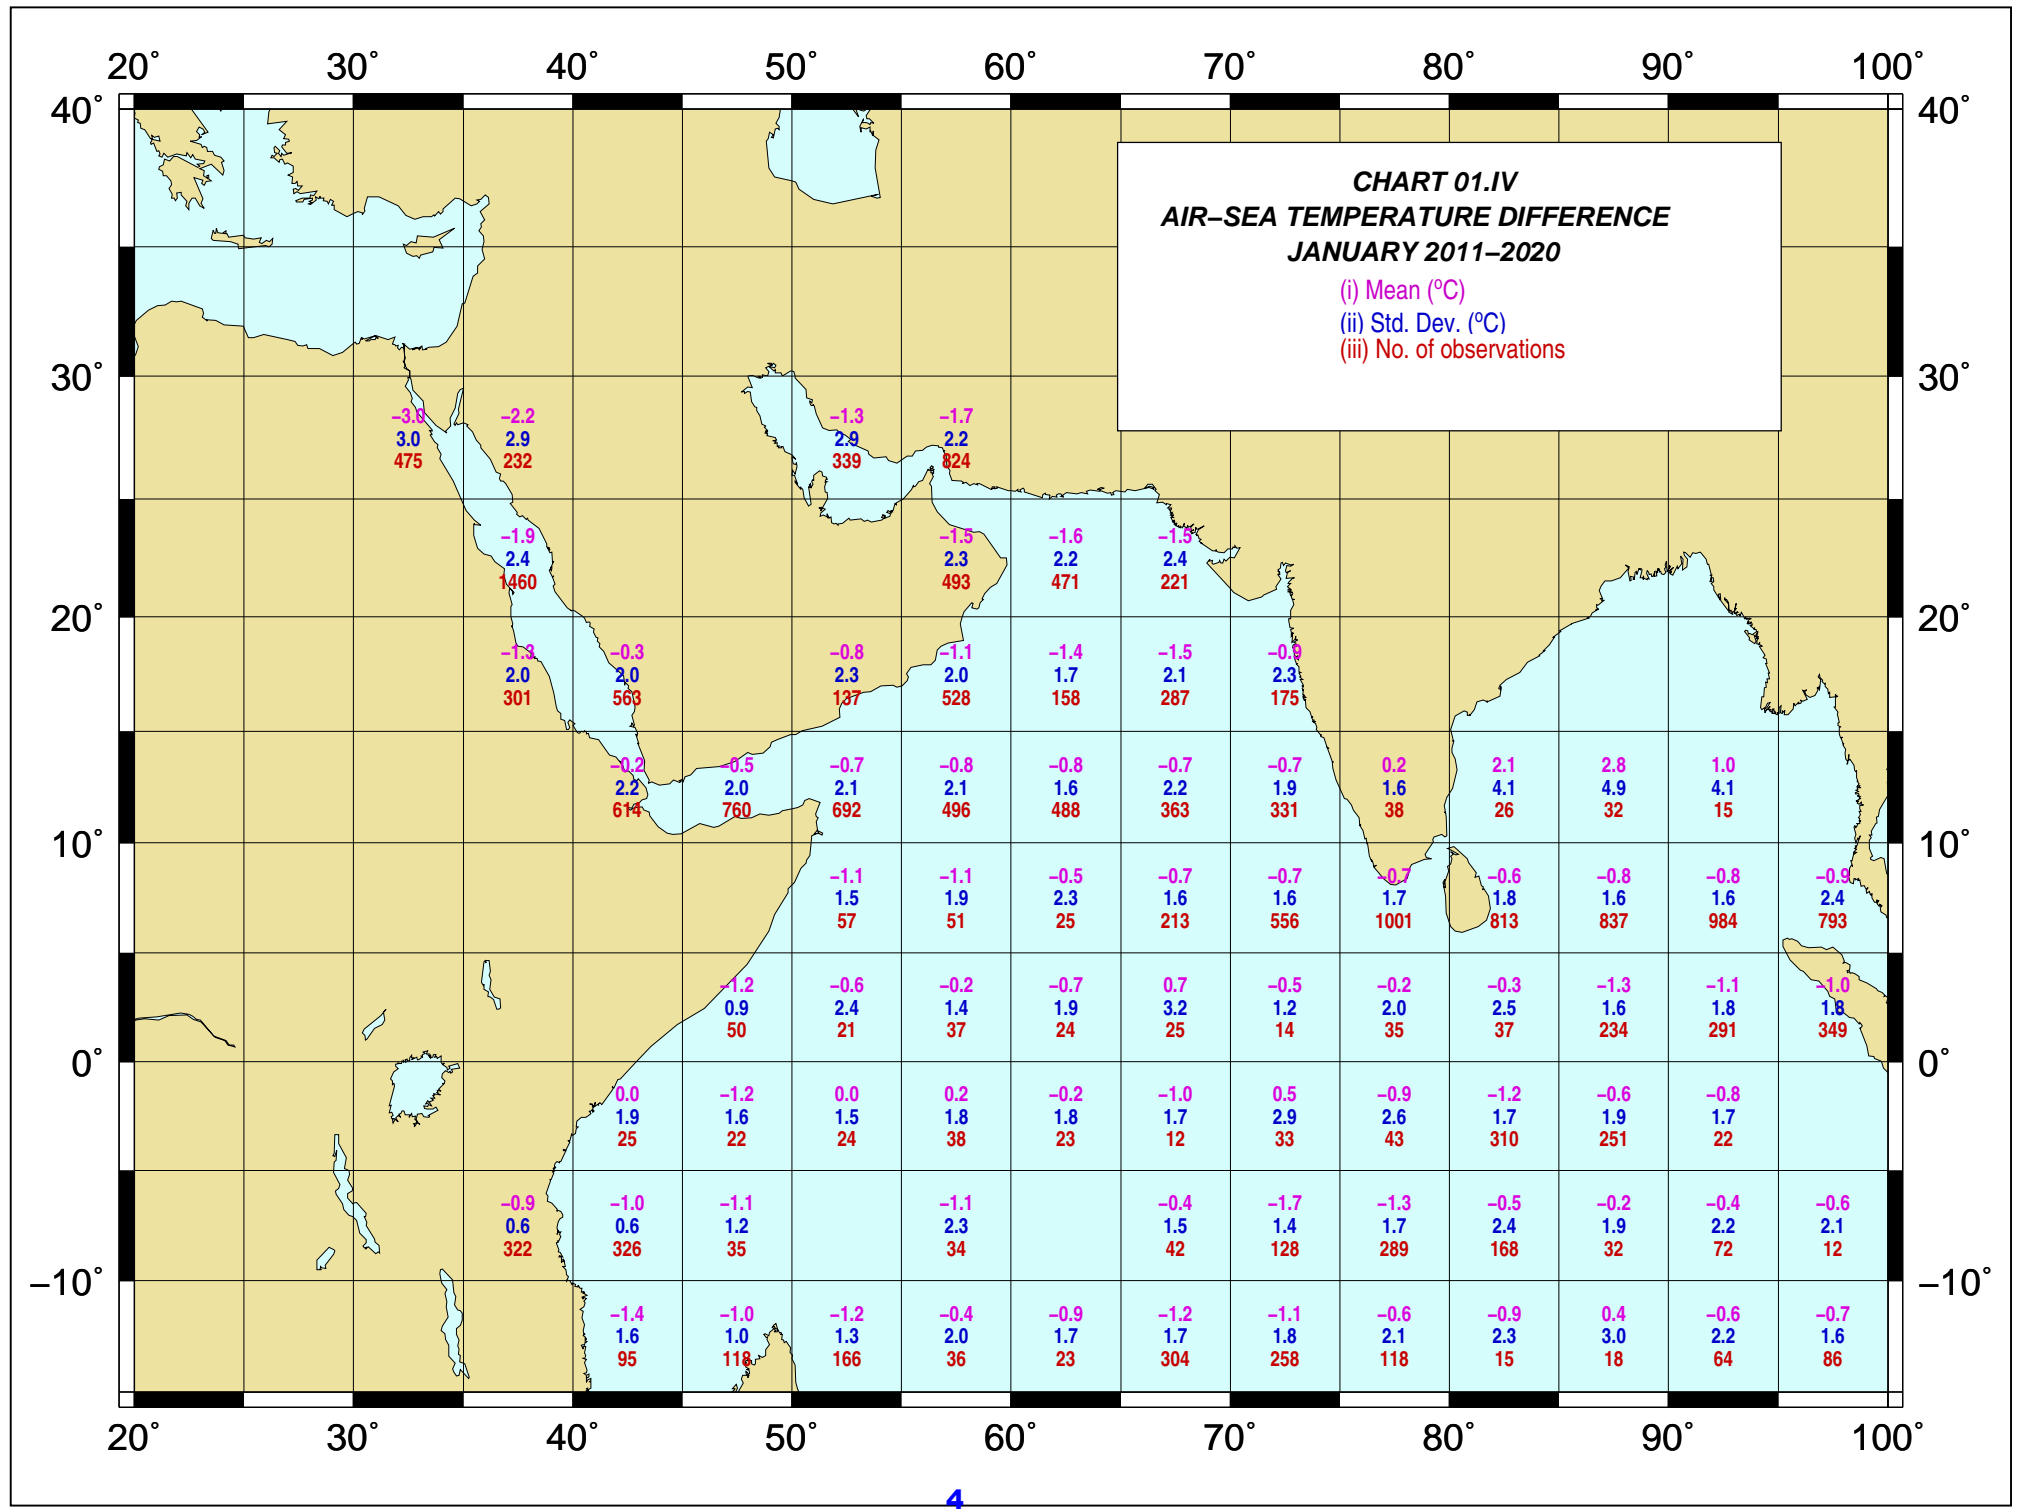 20° 30° 40° 50° 60° 70° 80° 90° 100°
40° 40°
CHART 01.IV
AIR–SEA TEMPERATURE DIFFERENCE
JANUARY 2011–2020
(i) Mean (°C)
(ii) Std. Dev. (°C)
(iii) No. of observations
30° 30°
–3.0 –2.2 –1.3 –1.7
3.0 2.9 2.9 2.2
475 232 339 824
–1.9 –1.5 –1.6 –1.5
2.4 2.3 2.2 2.4
1460 493 471 221
20° 20°
–1.3 –0.3 –0.8 –1.1 –1.4 –1.5 –0.9
2.0 2.0 2.3 2.0 1.7 2.1 2.3
301 563 137 528 158 287 175
–0.2 –0.5 –0.7 –0.8 –0.8 –0.7 –0.7 0.2 2.1 2.8 1.0
2.2 2.0 2.1 2.1 1.6 2.2 1.9 1.6 4.1 4.9 4.1
614 760 692 496 488 363 331 38 26 32 15
10° 10°
–1.1 –1.1 –0.5 –0.7 –0.7 –0.7 –0.6 –0.8 –0.8 –0.9
1.5 1.9 2.3 1.6 1.6 1.7 1.8 1.6 1.6 2.4
57 51 25 213 556 1001 813 837 984 793
–1.2 –0.6 –0.2 –0.7 0.7 –0.5 –0.2 –0.3 –1.3 –1.1 –1.0
0.9 2.4 1.4 1.9 3.2 1.2 2.0 2.5 1.6 1.8 1.8
50 21 37 24 25 14 35 37 234 291 349
0° 0°
0.0 –1.2 0.0 0.2 –0.2 –1.0 0.5 –0.9 –1.2 –0.6 –0.8
1.9 1.6 1.5 1.8 1.8 1.7 2.9 2.6 1.7 1.9 1.7
25 22 24 38 23 12 33 43 310 251 22
–0.9 –1.0 –1.1 –1.1 –0.4 –1.7 –1.3 –0.5 –0.2 –0.4 –0.6
0.6 0.6 1.2 2.3 1.5 1.4 1.7 2.4 1.9 2.2 2.1
322 326 35 34 42 128 289 168 32 72 12
–10° –10°
–1.4 –1.0 –1.2 –0.4 –0.9 –1.2 –1.1 –0.6 –0.9 0.4 –0.6 –0.7
1.6 1.0 1.3 2.0 1.7 1.7 1.8 2.1 2.3 3.0 2.2 1.6
95 118 166 36 23 304 258 118 15 18 64 86
20° 30° 40° 50° 60° 70° 80° 90° 100°
4